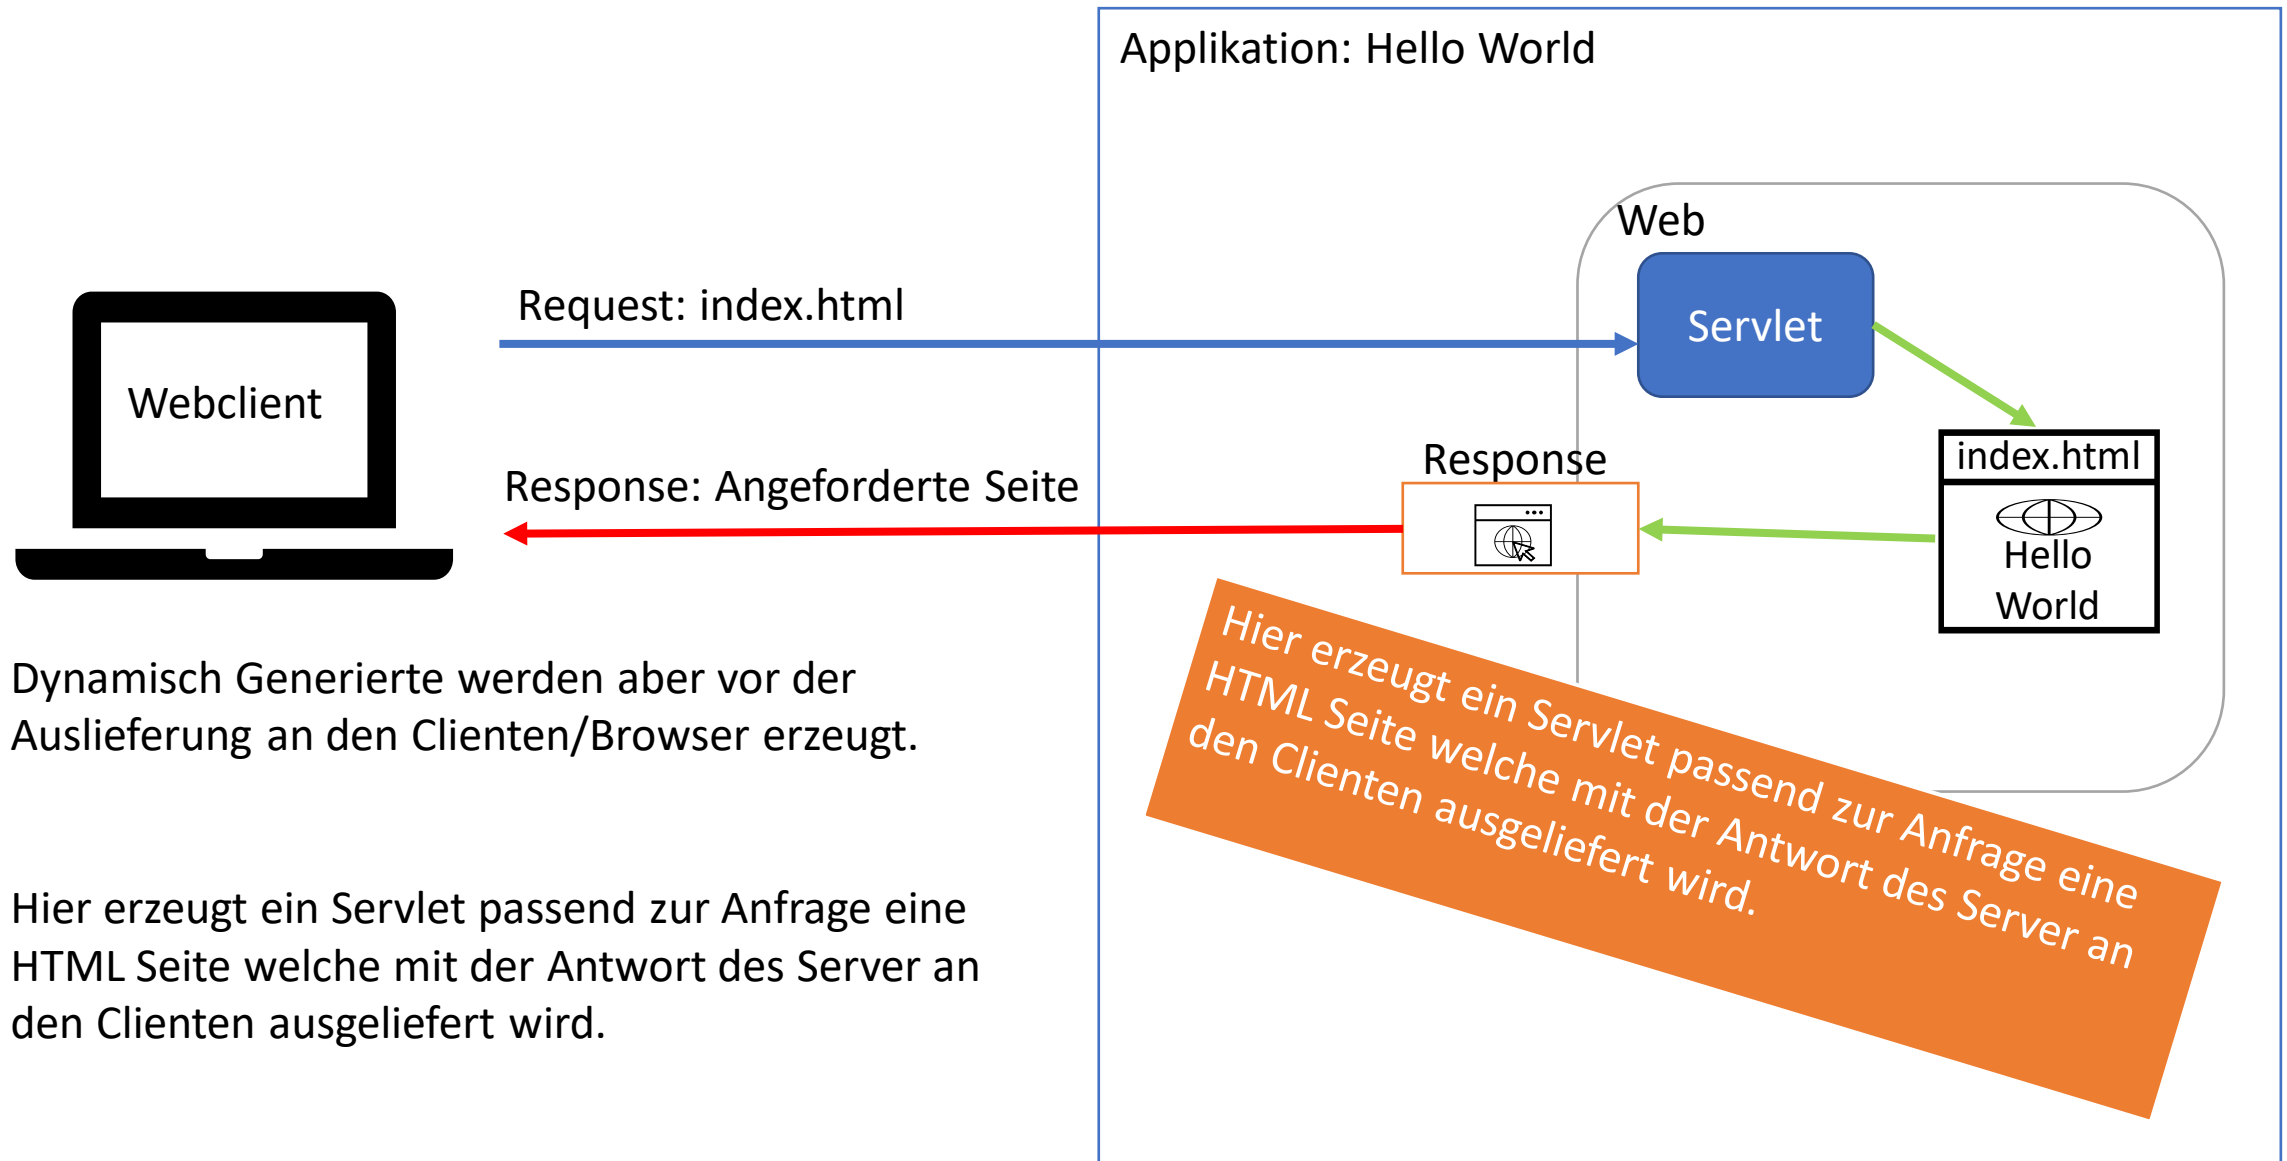 Applikation: Hello World
Web
Servlet
Request: index.html
Webclient
Response: Angeforderte Seite
Response
index.html
Hello
World
Hier erzeugt ein Servlet passend zur Anfrage eine
HTML Seite welche mit der Antwort des Server an
den Clienten ausgeliefert wird.
Dynamisch Generierte werden aber vor der
Auslieferung an den Clienten/Browser erzeugt.
Hier erzeugt ein Servlet passend zur Anfrage eine
HTML Seite welche mit der Antwort des Server an
den Clienten ausgeliefert wird.